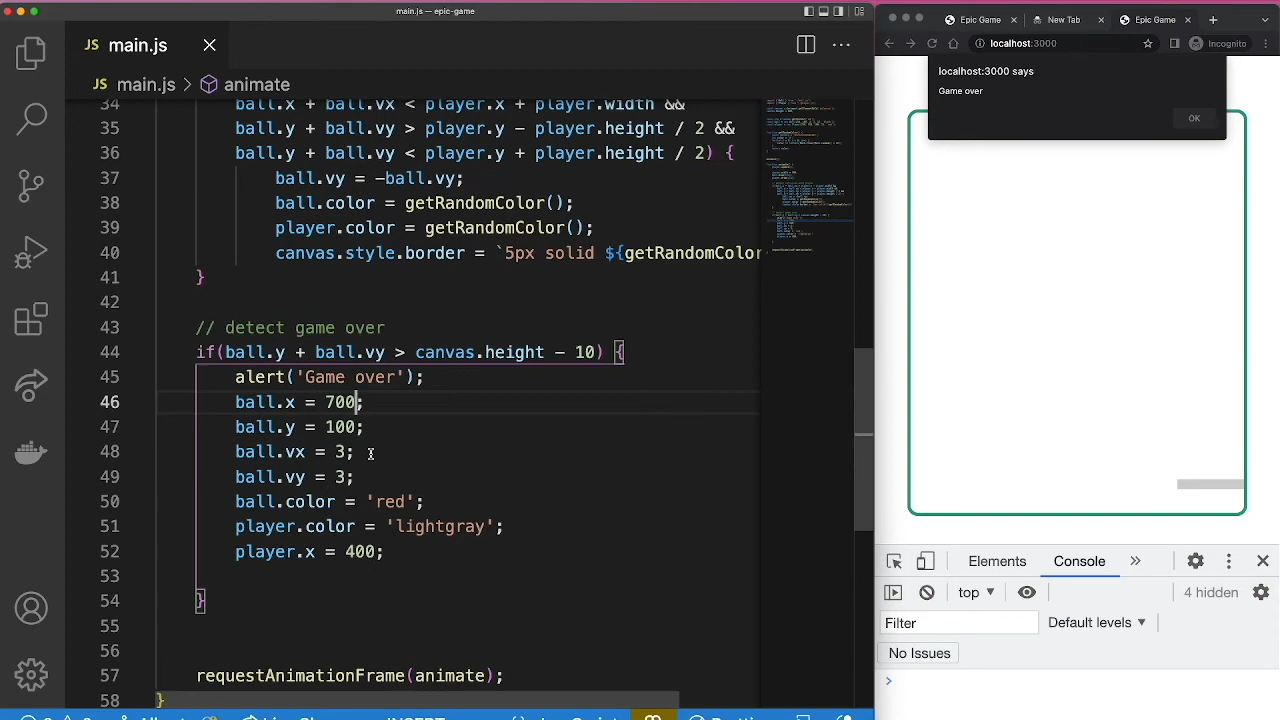 main.js — epic-game
JS main.js
JS main.js > animate
34 ball.x + ball.vx < player.x + player.width &&
35 ball.y + ball.vy > player.y - player.height / 2 &&
36 ball.y + ball.vy < player.y + player.height / 2) {
37 ball.vy = -ball.vy;
38 ball.color = getRandomColor();
39 player.color = getRandomColor();
40 canvas.style.border = `5px solid ${getRandomColor
41 }
42
43 // detect game over
44 if(ball.y + ball.vy > canvas.height - 10) {
45 alert('Game over');
46 ball.x = 700;
47 ball.y = 100;
48 ball.vx = 3;
49 ball.vy = 3;
50 ball.color = 'red';
51 player.color = 'lightgray';
52 player.x = 400;
53
54 }
55
56
57 requestAnimationFrame(animate);
58 }
Epic Game
New Tab
Epic Game
localhost:3000
Incognito
localhost:3000 says
Game over
OK
Elements Console »
top ▼ 4 hidden
Filter Default levels ▼
No Issues
>